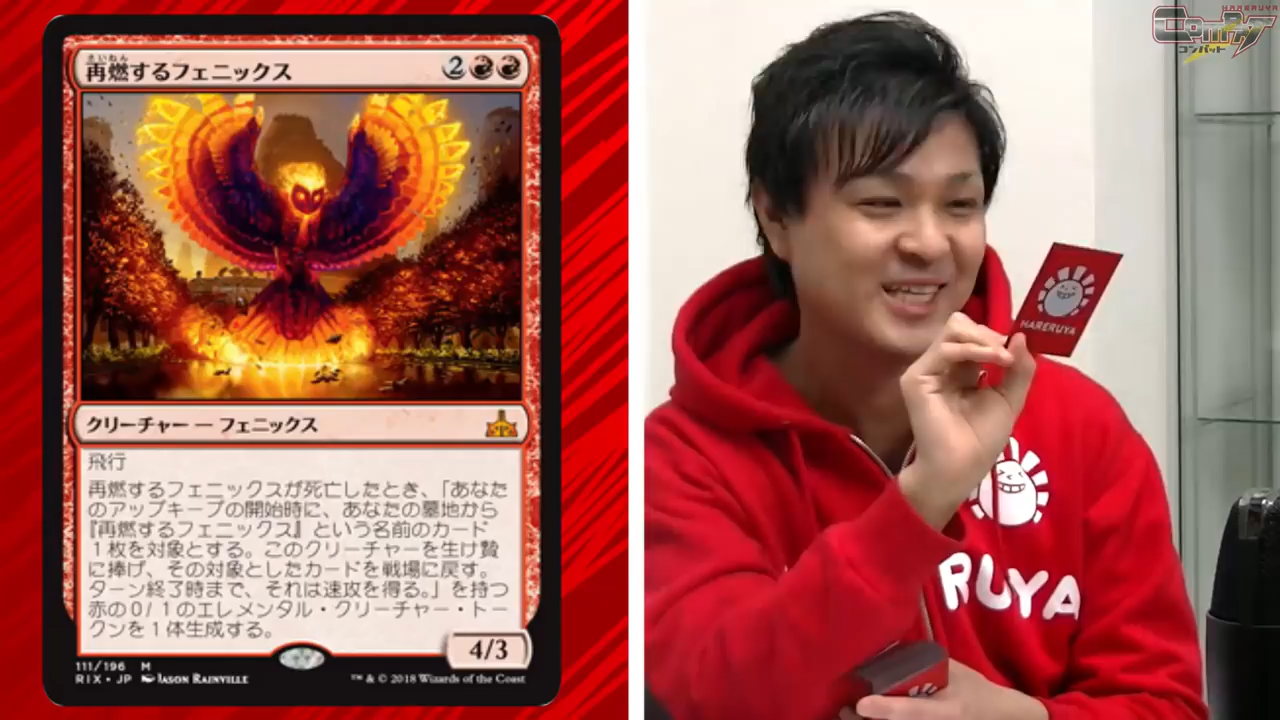 再燃するフェニックス
さいねん
2
クリーチャー ― フェニックス
飛行
再燃するフェニックスが死亡したとき、「あなた
のアップキープの開始時に、あなたの墓地から
『再燃するフェニックス』という名前のカード
1枚を対象とする。このクリーチャーを生け贄
に捧げ、その対象としたカードを戦場に戻す。
ターン終了時まで、それは速攻を得る。」を持つ
赤の0/1のエレメンタル・クリーチャー・トー
クンを1体生成する。
4/3
111/196 M
RIX・JP JASON RAINVILLE
™ & © 2018 Wizards of the Coast
HARERUYA
COMBAT
コンバット
HARERUYA
RUYA